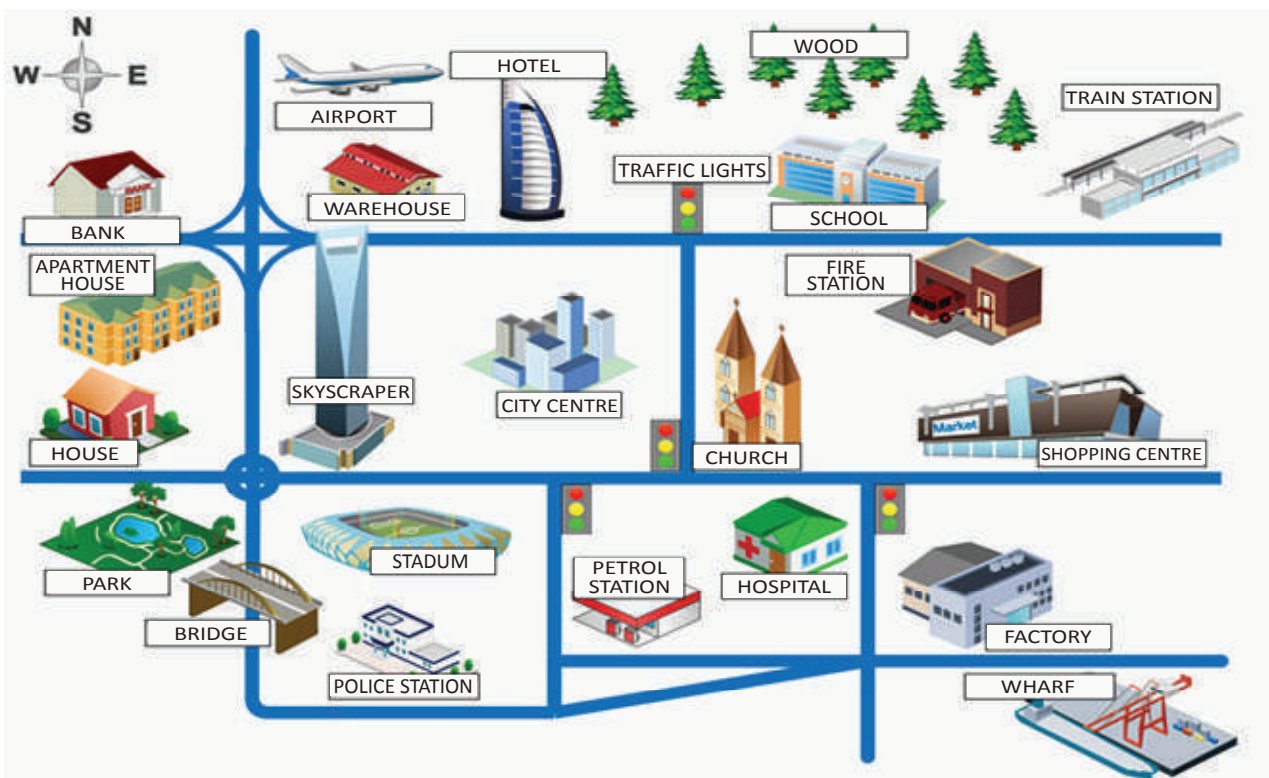 N
W E
S
AIRPORT
HOTEL
WOOD
TRAIN STATION
BANK
BANK
WAREHOUSE
TRAFFIC LIGHTS
SCHOOL
APARTMENT
HOUSE
SKYSCRAPER
CITY CENTRE
FIRE
STATION
HOUSE
CHURCH
Market
SHOPPING CENTRE
PARK
STADUM
PETROL
STATION
HOSPITAL
BRIDGE
POLICE STATION
FACTORY
WHARF